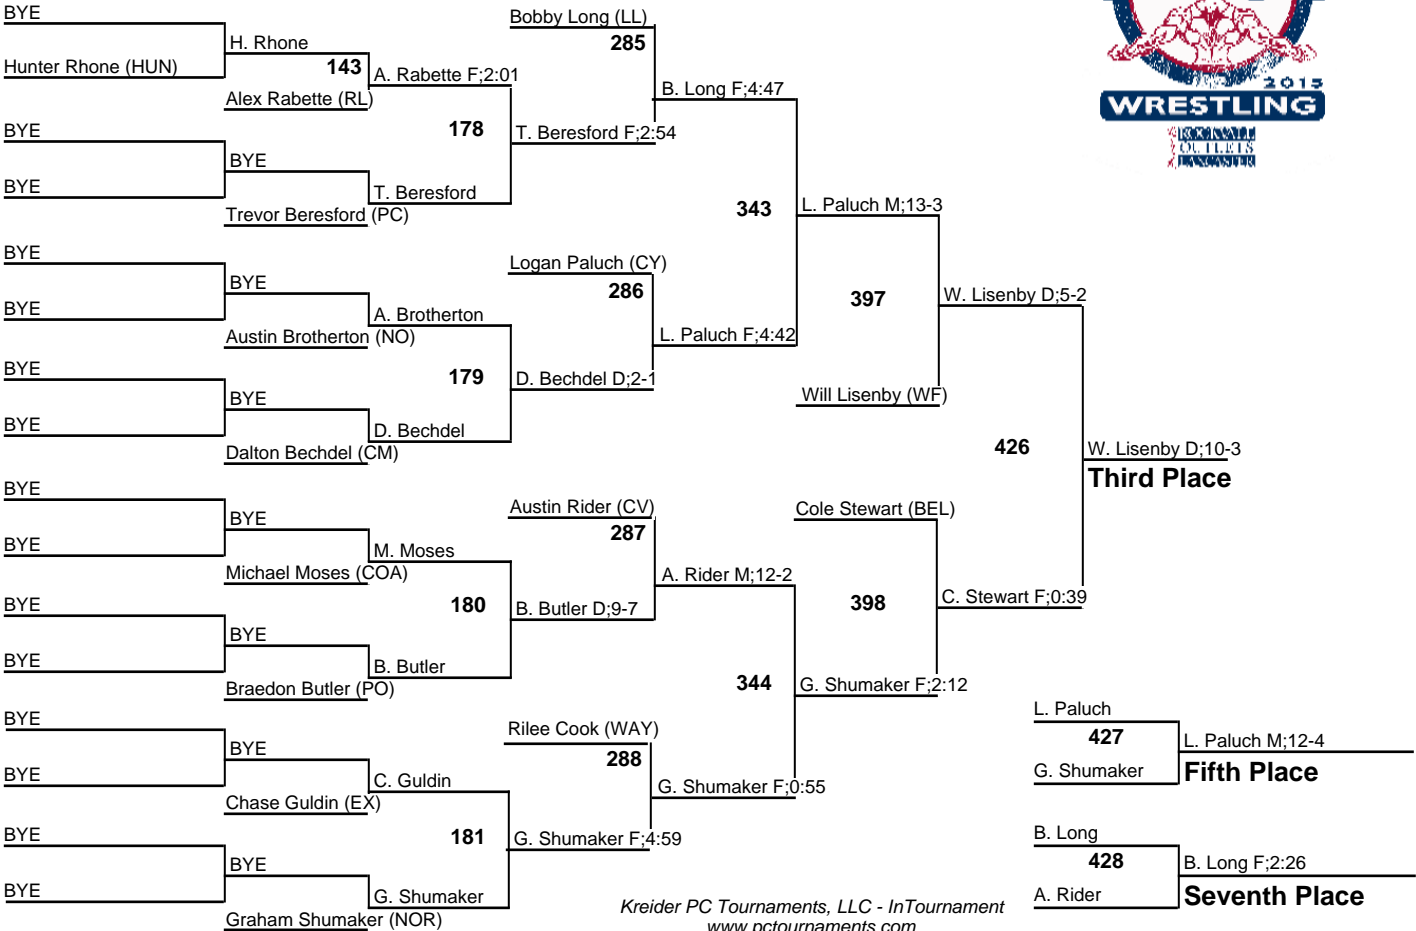 BYE
Hunter Rhone (HUN)
H. Rhone
143
Alex Rabette (RL)
A. Rabette F;2:01
BYE
BYE
BYE
Trevor Beresford (PC)
T. Beresford
178
T. Beresford F;2:54
Bobby Long (LL)
285
B. Long F;4:47
BYE
BYE
BYE
Austin Brotherton (NO)
A. Brotherton
BYE
BYE
BYE
Dalton Bechdel (CM)
D. Bechdel
179
D. Bechdel D;2-1
Logan Paluch (CY)
286
L. Paluch F;4:42
343
L. Paluch M;13-3
397
Will Lisenby (WF)
W. Lisenby D;5-2
BYE
BYE
BYE
Michael Moses (COA)
M. Moses
BYE
BYE
BYE
Braedon Butler (PO)
B. Butler
180
B. Butler D;9-7
Austin Rider (CV)
287
A. Rider M;12-2
BYE
BYE
BYE
Chase Guldin (EX)
C. Guldin
BYE
BYE
BYE
Graham Shumaker (NOR)
G. Shumaker
181
G. Shumaker F;4:59
Rilee Cook (WAY)
288
G. Shumaker F;0:55
344
G. Shumaker F;2:12
Cole Stewart (BEL)
398
C. Stewart F;0:39
426
W. Lisenby D;10-3
Third Place
L. Paluch
427
G. Shumaker
L. Paluch M;12-4
Fifth Place
B. Long
428
A. Rider
B. Long F;2:26
Seventh Place
2015
WRESTLING
ROCKVALE
OUTLETS
LANCASTER
Kreider PC Tournaments, LLC - InTournament
www.pctournaments.com